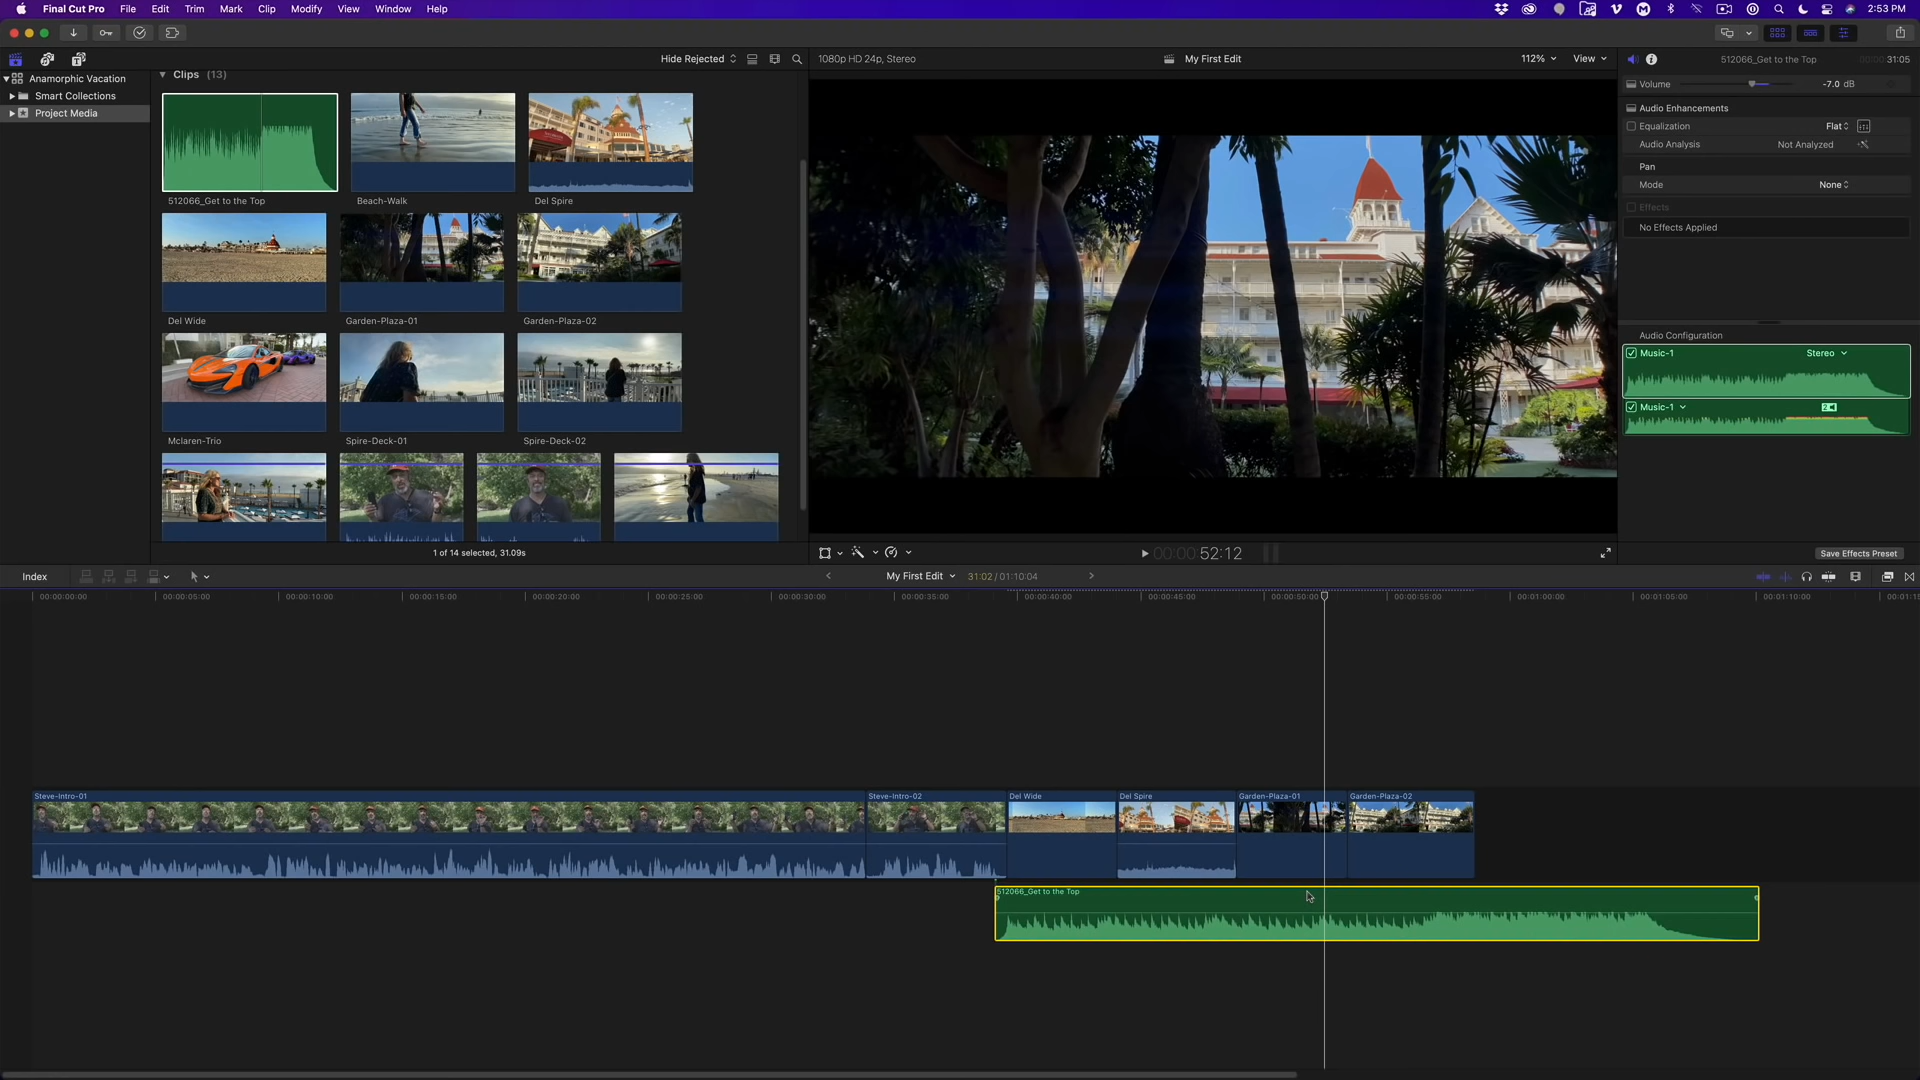 Final Cut Pro File Edit Trim Mark Clip Modify View Window Help 2:53 PM
Hide Rejected
1080p HD 24p, Stereo My First Edit 112% View
512066_Get to the Top 31:05
Anamorphic Vacation
Smart Collections
Project Media
Clips (13)
512066_Get to the Top Beach-Walk Del Spire
Del Wide Garden-Plaza-01 Garden-Plaza-02
Mclaren-Trio Spire-Deck-01 Spire-Deck-02
1 of 14 selected, 31.09s
00:00:52:12
Volume -7.0 dB
Audio Enhancements
Equalization Flat
Audio Analysis Not Analyzed
Pan
Mode None
Effects
No Effects Applied
Audio Configuration
Music-1 Stereo
Music-1
Save Effects Preset
Index My First Edit 31:02 / 01:10:04
00:00:00:00 00:00:05:00 00:00:10:00 00:00:15:00 00:00:20:00 00:00:25:00 00:00:30:00 00:00:35:00 00:00:40:00 00:00:45:00 00:00:50:00 00:00:55:00 00:01:00:00 00:01:05:00 00:01:10:00
Steve-Intro-01 Steve-Intro-02 Del Wide Del Spire Garden-Plaza-01 Garden-Plaza-02
512066_Get to the Top